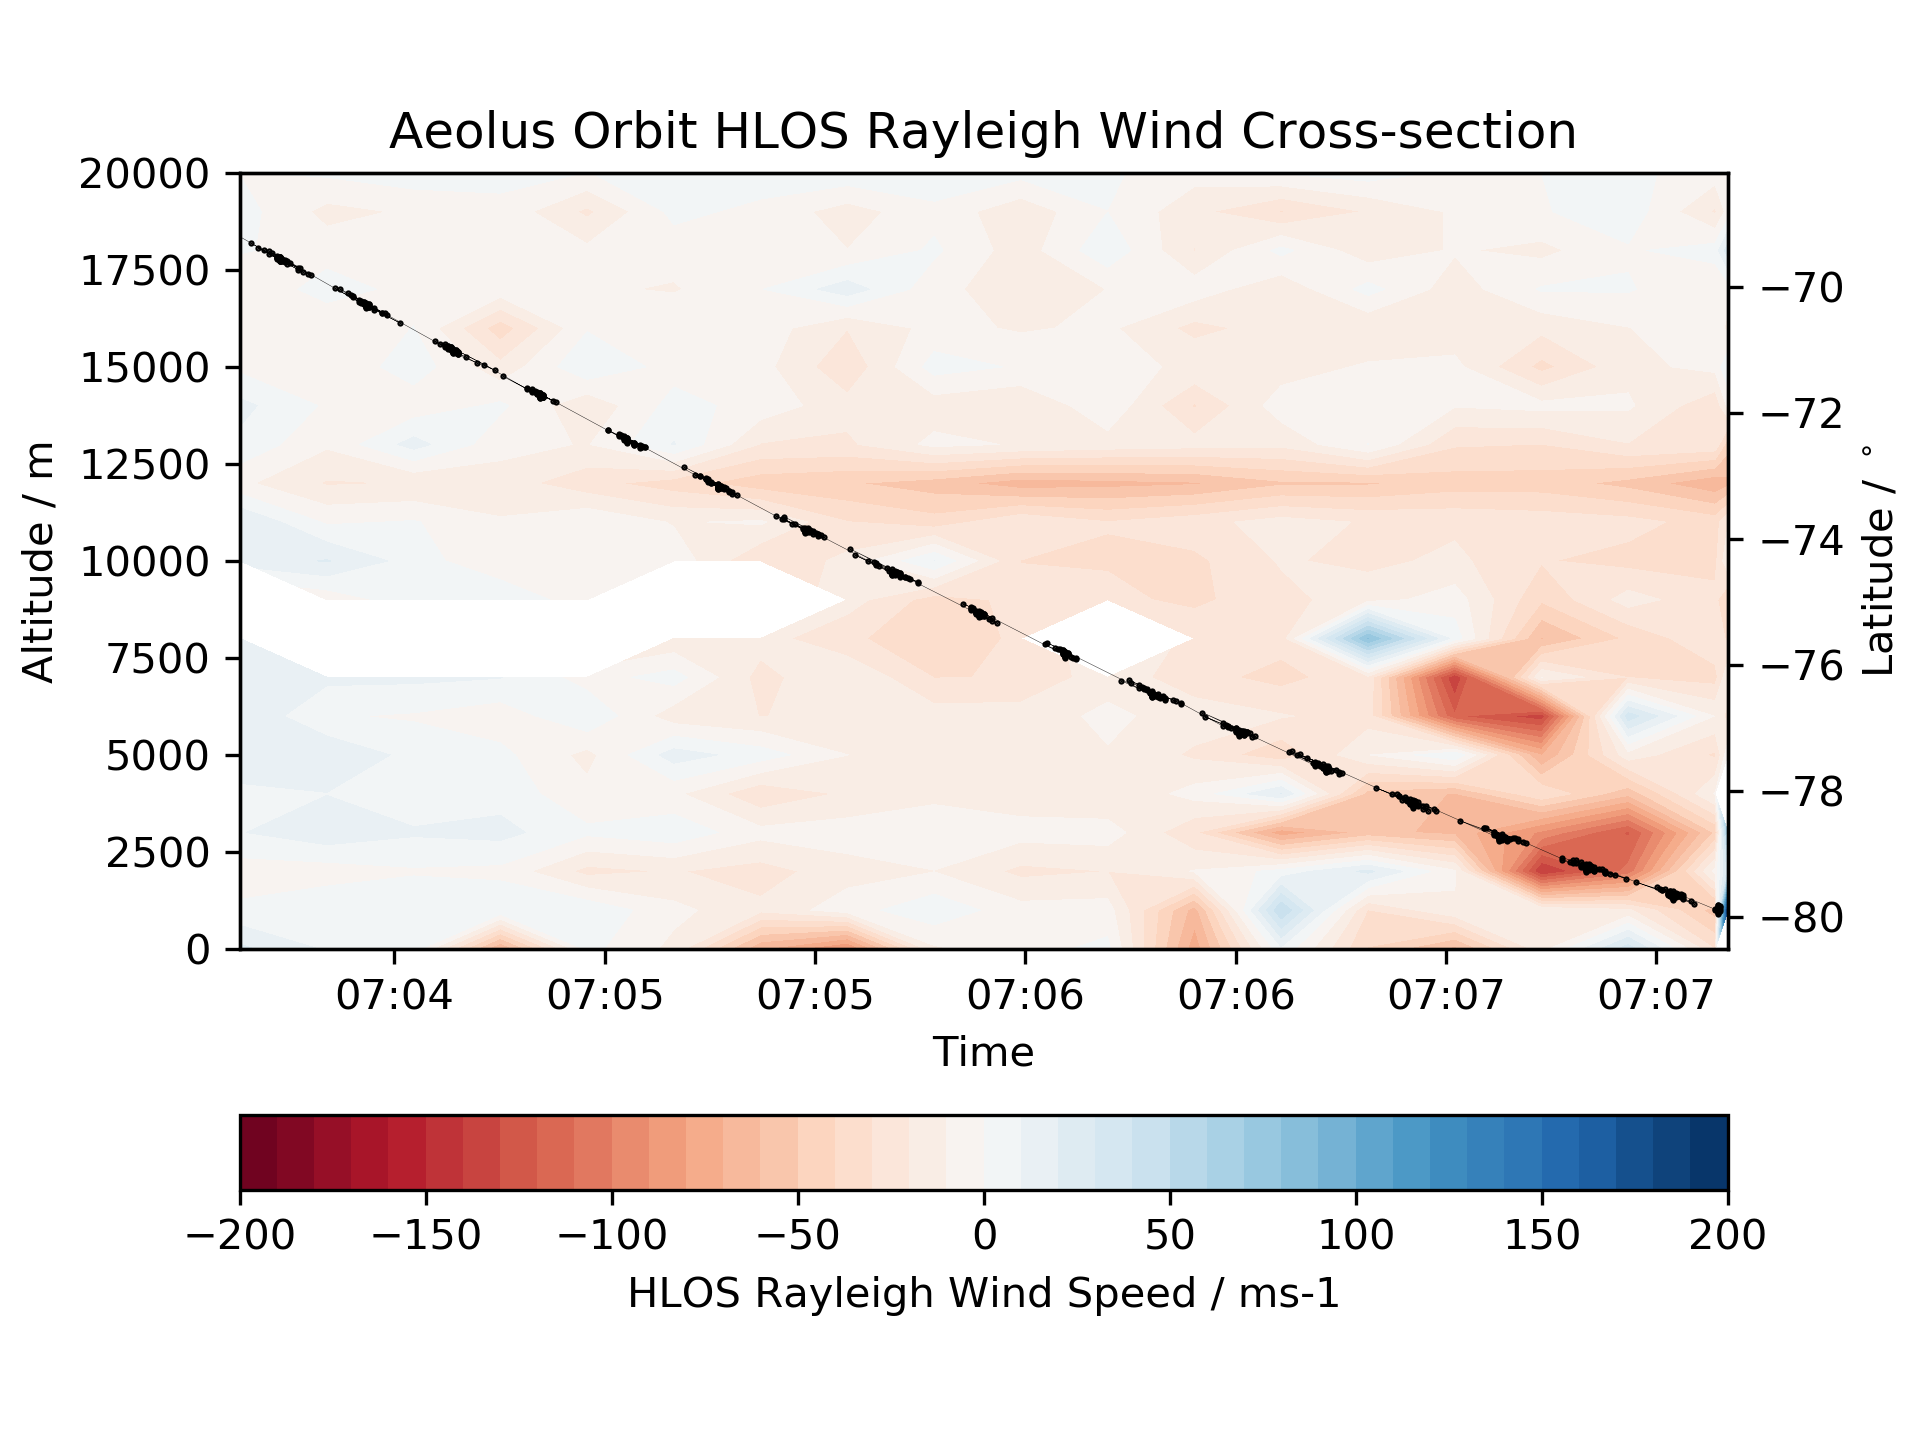 Aeolus Orbit HLOS Rayleigh Wind Cross-section
20000
17500
15000
12500
10000
7500
5000
2500
0
Altitude / m
−70
−72
−74
−76
−78
−80
Latitude / °
07:04 07:05 07:05 07:06 07:06 07:07 07:07
Time
−200 −150 −100 −50 0 50 100 150 200
HLOS Rayleigh Wind Speed / ms-1